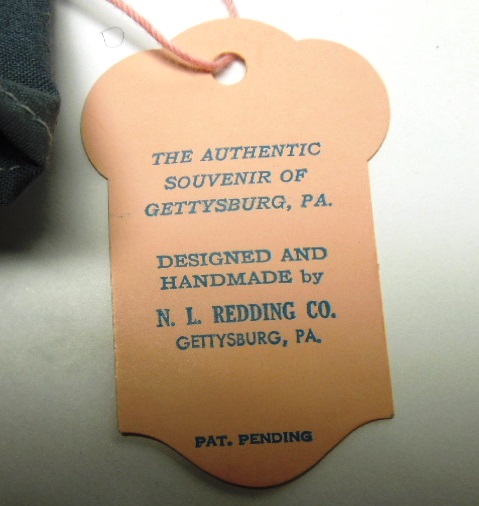 THE AUTHENTIC
SOUVENIR OF
GETTYSBURG, PA.
DESIGNED AND
HANDMADE by
N. L. REDDING CO.
GETTYSBURG, PA.
PAT. PENDING